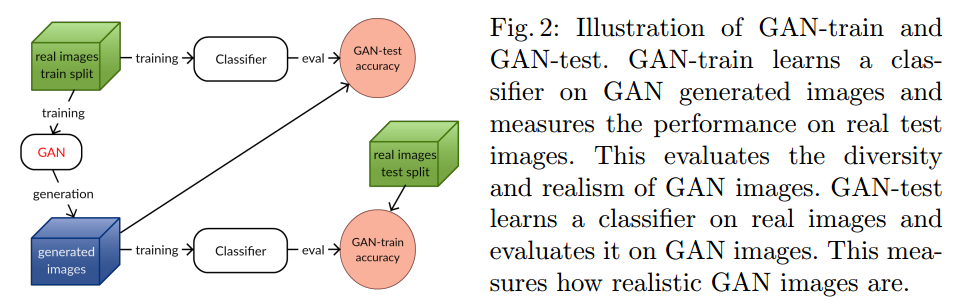 real images
train split
training
Classifier
eval
GAN-test
accuracy
training
GAN
generation
real images
test split
generated
images
training
Classifier
eval
GAN-train
accuracy
Fig. 2: Illustration of GAN-train and
GAN-test. GAN-train learns a clas-
sifier on GAN generated images and
measures the performance on real test
images. This evaluates the diversity
and realism of GAN images. GAN-test
learns a classifier on real images and
evaluates it on GAN images. This mea-
sures how realistic GAN images are.